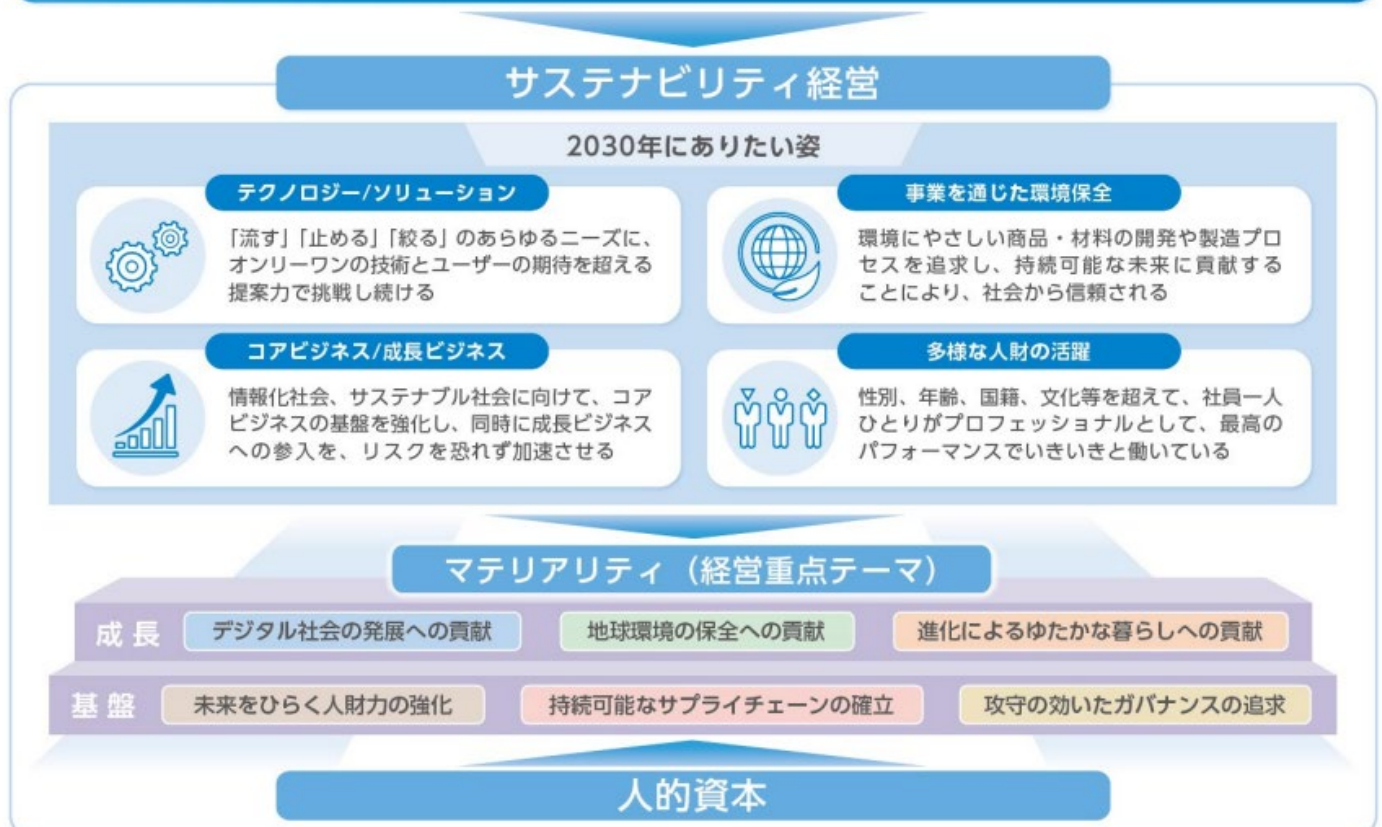 サステナビリティ経営
2030年にありたい姿
テクノロジー/ソリューション
「流す」「止める」「絞る」のあらゆるニーズに、
オンリーワンの技術とユーザーの期待を超える
提案力で挑戦し続ける
事業を通じた環境保全
環境にやさしい商品・材料の開発や製造プロ
セスを追求し、持続可能な未来に貢献する
ことにより、社会から信頼される
コアビジネス/成長ビジネス
情報化社会、サステナブル社会に向けて、コア
ビジネスの基盤を強化し、同時に成長ビジネス
への参入を、リスクを恐れず加速させる
多様な人財の活躍
性別、年齢、国籍、文化等を超えて、社員一人
ひとりがプロフェッショナルとして、最高の
パフォーマンスでいきいきと働いている
マテリアリティ（経営重点テーマ）
成長 デジタル社会の発展への貢献 地球環境の保全への貢献 進化によるゆたかな暮らしへの貢献
基盤 未来をひらく人財力の強化 持続可能なサプライチェーンの確立 攻守の効いたガバナンスの追求
人的資本